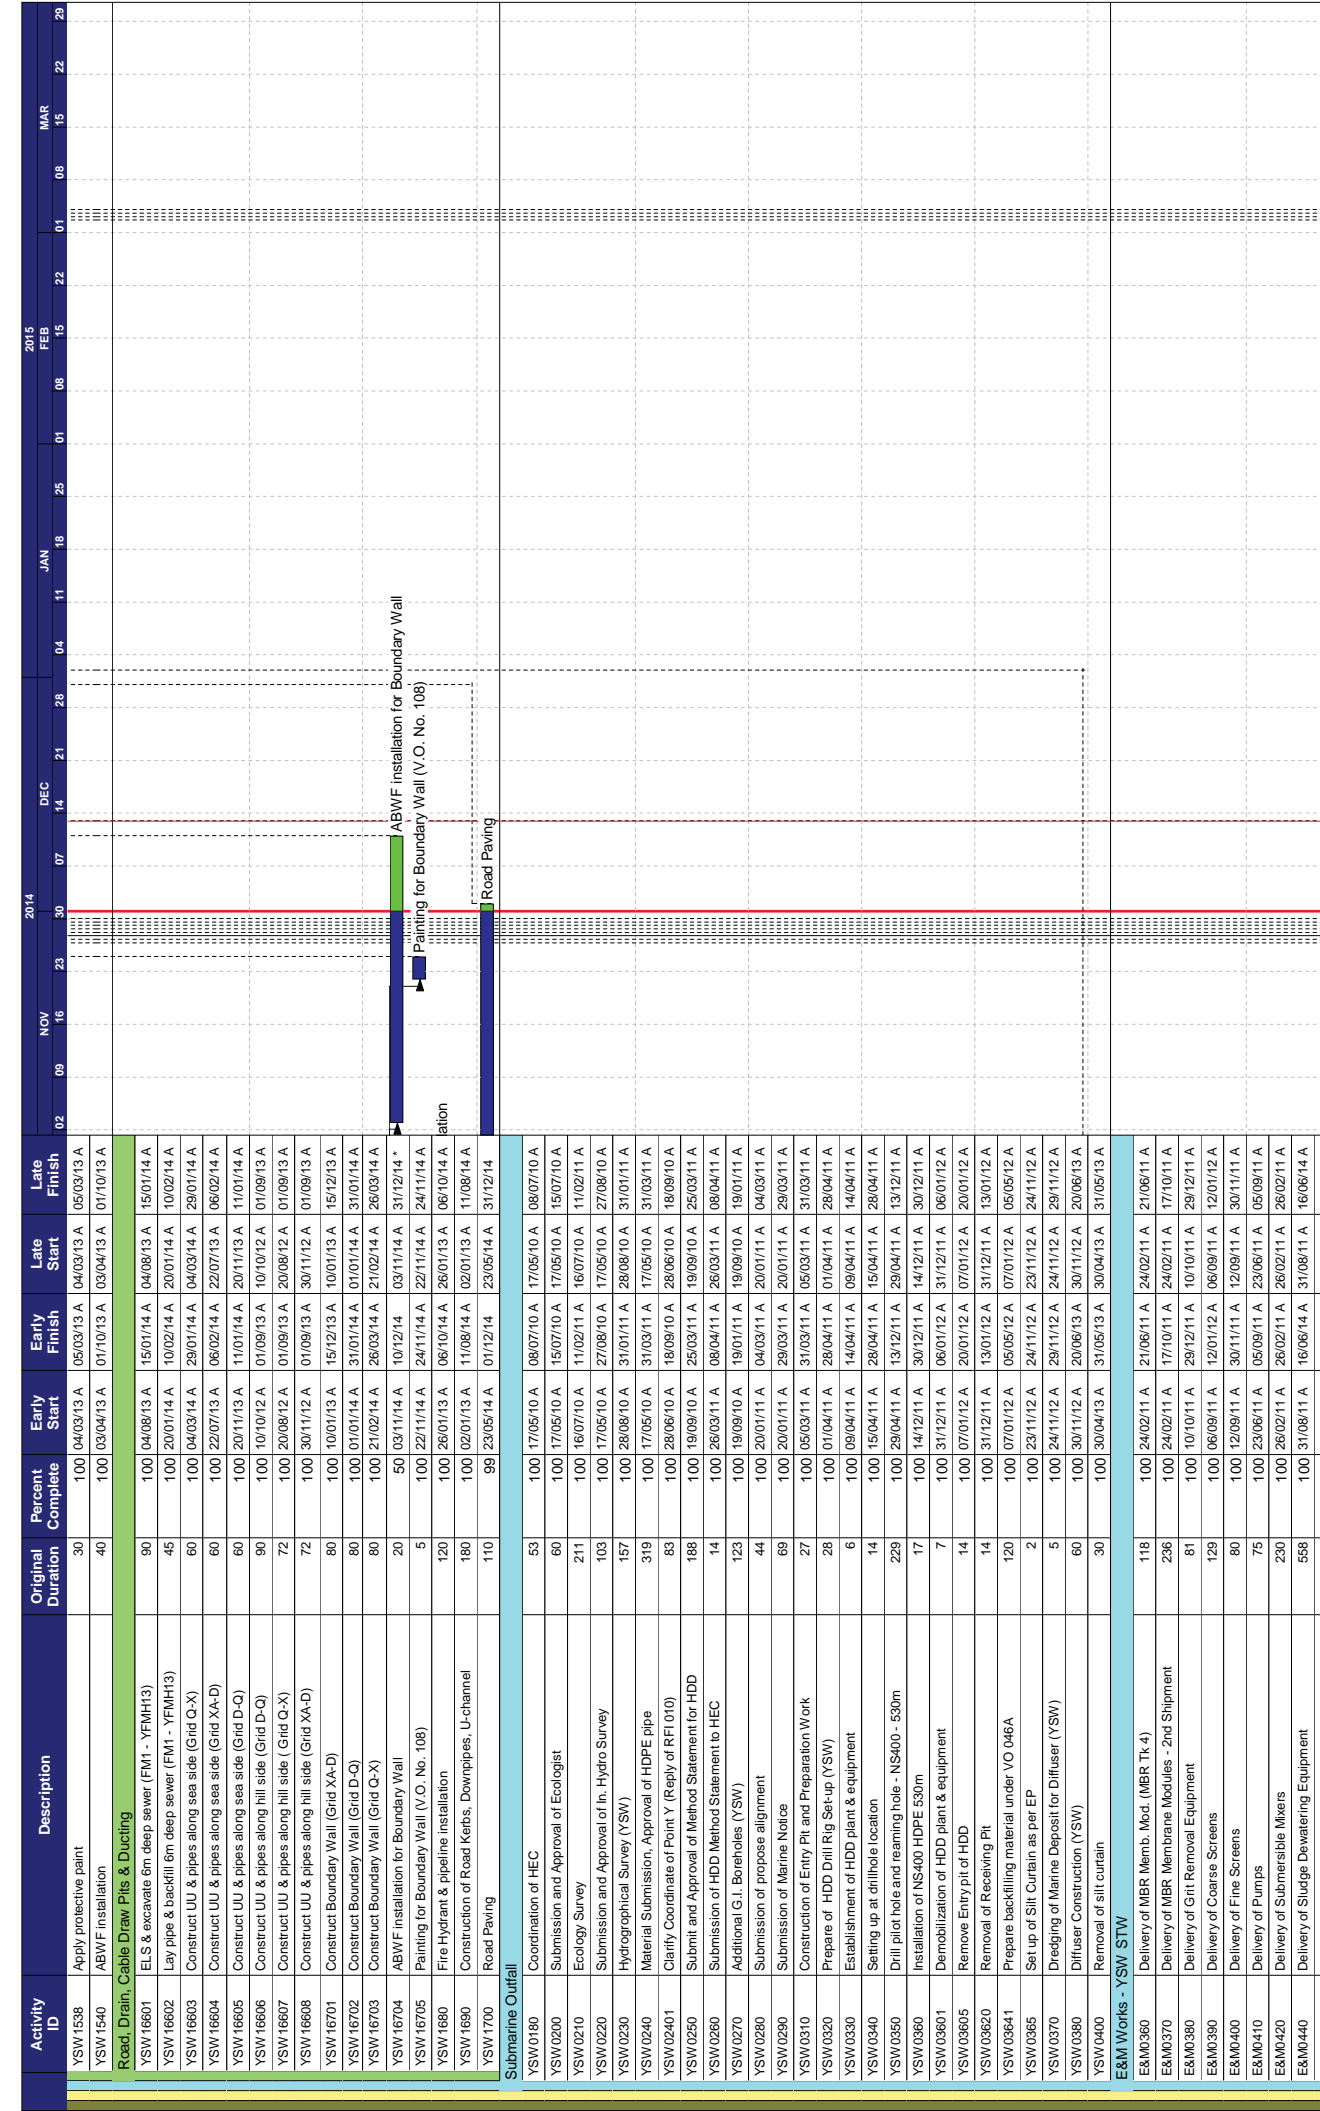 Activity ID Description Original Duration Percent Complete Early Start Early Finish Late Start Late Finish
2014 2015
NOV DEC JAN FEB MAR
02 09 16 23 30 07 14 21 28 04 11 18 25 01 08 15 22 01 08 15 22 29
YSW1538 Apply protective paint 30 100 04/03/13 A 05/03/13 A 04/03/13 A 05/03/13 A
YSW1540 ABWF installation 40 100 03/04/13 A 01/10/13 A 03/04/13 A 01/10/13 A
Road, Drain, Cable Draw Pits & Ducting
YSW16601 ELS & excavate 6m deep sewer (FM1 - YFMH13) 90 100 04/08/13 A 15/01/14 A 04/08/13 A 15/01/14 A
YSW16602 Lay pipe & backfill 6m deep sewer (FM1 - YFMH13) 45 100 20/01/14 A 10/02/14 A 20/01/14 A 10/02/14 A
YSW16603 Construct UU & pipes along sea side (Grid Q-X) 60 100 04/03/14 A 29/01/14 A 04/03/14 A 29/01/14 A
YSW16604 Construct UU & pipes along sea side (Grid XA-D) 60 100 22/07/13 A 06/02/14 A 22/07/13 A 06/02/14 A
YSW16605 Construct UU & pipes along sea side (Grid D-Q) 60 100 20/11/13 A 11/01/14 A 20/11/13 A 11/01/14 A
YSW16606 Construct UU & pipes along hill side (Grid D-Q) 90 100 10/10/12 A 01/09/13 A 10/10/12 A 01/09/13 A
YSW16607 Construct UU & pipes along hill side ( Grid Q-X) 72 100 20/08/12 A 01/09/13 A 20/08/12 A 01/09/13 A
YSW16608 Construct UU & pipes along hill side (Grid XA-D) 72 100 30/11/12 A 01/09/13 A 30/11/12 A 01/09/13 A
YSW16701 Construct Boundary Wall (Grid XA-D) 80 100 10/01/13 A 15/12/13 A 10/01/13 A 15/12/13 A
YSW16702 Construct Boundary Wall (Grid D-Q) 80 100 01/01/14 A 31/01/14 A 01/01/14 A 31/01/14 A
YSW16703 Construct Boundary Wall (Grid Q-X) 80 100 21/02/14 A 26/03/14 A 21/02/14 A 26/03/14 A
YSW16704 ABWF installation for Boundary Wall 20 50 03/11/14 A 10/12/14 03/11/14 A 31/12/14 * ABWF installation for Boundary Wall
YSW16705 Painting for Boundary Wall (V.O. No. 108) 5 100 22/11/14 A 24/11/14 A 22/11/14 A 24/11/14 A Painting for Boundary Wall (V.O. No. 108)
YSW1680 Fire Hydrant & pipeline installation 120 100 26/01/13 A 06/10/14 A 26/01/13 A 06/10/14 A lation
YSW1690 Construction of Road Kerbs, Downpipes, U-channel 180 100 02/01/13 A 11/08/14 A 02/01/13 A 11/08/14 A
YSW1700 Road Paving 110 99 23/05/14 A 01/12/14 23/05/14 A 31/12/14 Road Paving
Submarine Outfall
YSW0180 Coordination of HEC 53 100 17/05/10 A 08/07/10 A 17/05/10 A 08/07/10 A
YSW0200 Submission and Approval of Ecologist 60 100 17/05/10 A 15/07/10 A 17/05/10 A 15/07/10 A
YSW0210 Ecology Survey 211 100 16/07/10 A 11/02/11 A 16/07/10 A 11/02/11 A
YSW0220 Submission and Approval of In. Hydro Survey 103 100 17/05/10 A 27/08/10 A 17/05/10 A 27/08/10 A
YSW0230 Hydrographical Survey (YSW) 157 100 28/08/10 A 31/01/11 A 28/08/10 A 31/01/11 A
YSW0240 Material Submission, Approval of HDPE pipe 319 100 17/05/10 A 31/03/11 A 17/05/10 A 31/03/11 A
YSW02401 Clarify Coordinate of Point Y (Reply of RFI 010) 83 100 28/06/10 A 18/09/10 A 28/06/10 A 18/09/10 A
YSW0250 Submit and Approval of Method Statement for HDD 188 100 19/09/10 A 25/03/11 A 19/09/10 A 25/03/11 A
YSW0260 Submission of HDD Method Statement to HEC 14 100 26/03/11 A 08/04/11 A 26/03/11 A 08/04/11 A
YSW0270 Additional G.I. Boreholes (YSW) 123 100 19/09/10 A 19/01/11 A 19/09/10 A 19/01/11 A
YSW0280 Submission of propose alignment 44 100 20/01/11 A 04/03/11 A 20/01/11 A 04/03/11 A
YSW0290 Submission of Marine Notice 69 100 20/01/11 A 29/03/11 A 20/01/11 A 29/03/11 A
YSW0310 Construction of Entry Pit and Preparation Work 27 100 05/03/11 A 31/03/11 A 05/03/11 A 31/03/11 A
YSW0320 Prepare of HDD Drill Rig Set-up (YSW) 28 100 01/04/11 A 28/04/11 A 01/04/11 A 28/04/11 A
YSW0330 Establishment of HDD plant & equipment 6 100 09/04/11 A 14/04/11 A 09/04/11 A 14/04/11 A
YSW0340 Setting up at drillhole location 14 100 15/04/11 A 28/04/11 A 15/04/11 A 28/04/11 A
YSW0350 Drill pilot hole and reaming hole - NS400 - 530m 229 100 29/04/11 A 13/12/11 A 29/04/11 A 13/12/11 A
YSW0360 Installation of NS400 HDPE 530m 17 100 14/12/11 A 30/12/11 A 14/12/11 A 30/12/11 A
YSW03601 Demobilization of HDD plant & equipment 7 100 31/12/11 A 06/01/12 A 31/12/11 A 06/01/12 A
YSW03605 Remove Entry pit of HDD 14 100 07/01/12 A 20/01/12 A 07/01/12 A 20/01/12 A
YSW03620 Removal of Receiving Pit 14 100 31/12/11 A 13/01/12 A 31/12/11 A 13/01/12 A
YSW03641 Prepare backfilling material under VO 046A 120 100 07/01/12 A 05/05/12 A 07/01/12 A 05/05/12 A
YSW0365 Set up of Silt Curtain as per EP 2 100 23/11/12 A 24/11/12 A 23/11/12 A 24/11/12 A
YSW0370 Dredging of Marine Deposit for Diffuser (YSW) 5 100 24/11/12 A 29/11/12 A 24/11/12 A 29/11/12 A
YSW0380 Diffuser Construction (YSW) 60 100 30/11/12 A 20/06/13 A 30/11/12 A 20/06/13 A
YSW0400 Removal of silt curtain 30 100 30/04/13 A 31/05/13 A 30/04/13 A 31/05/13 A
E&M Works - YSW STW
E&M0360 Delivery of MBR Memb. Mod. (MBR Tk 4) 118 100 24/02/11 A 21/06/11 A 24/02/11 A 21/06/11 A
E&M0370 Delivery of MBR Membrane Modules - 2nd Shipment 236 100 24/02/11 A 17/10/11 A 24/02/11 A 17/10/11 A
E&M0380 Delivery of Grit Removal Equipment 81 100 10/10/11 A 29/12/11 A 10/10/11 A 29/12/11 A
E&M0390 Delivery of Coarse Screens 129 100 06/09/11 A 12/01/12 A 06/09/11 A 12/01/12 A
E&M0400 Delivery of Fine Screens 80 100 12/09/11 A 30/11/11 A 12/09/11 A 30/11/11 A
E&M0410 Delivery of Pumps 75 100 23/06/11 A 05/09/11 A 23/06/11 A 05/09/11 A
E&M0420 Delivery of Submersible Mixers 230 100 26/02/11 A 26/02/11 A 26/02/11 A 26/02/11 A
E&M0440 Delivery of Sludge Dewatering Equipment 558 100 31/08/11 A 16/06/14 A 31/08/11 A 16/06/14 A